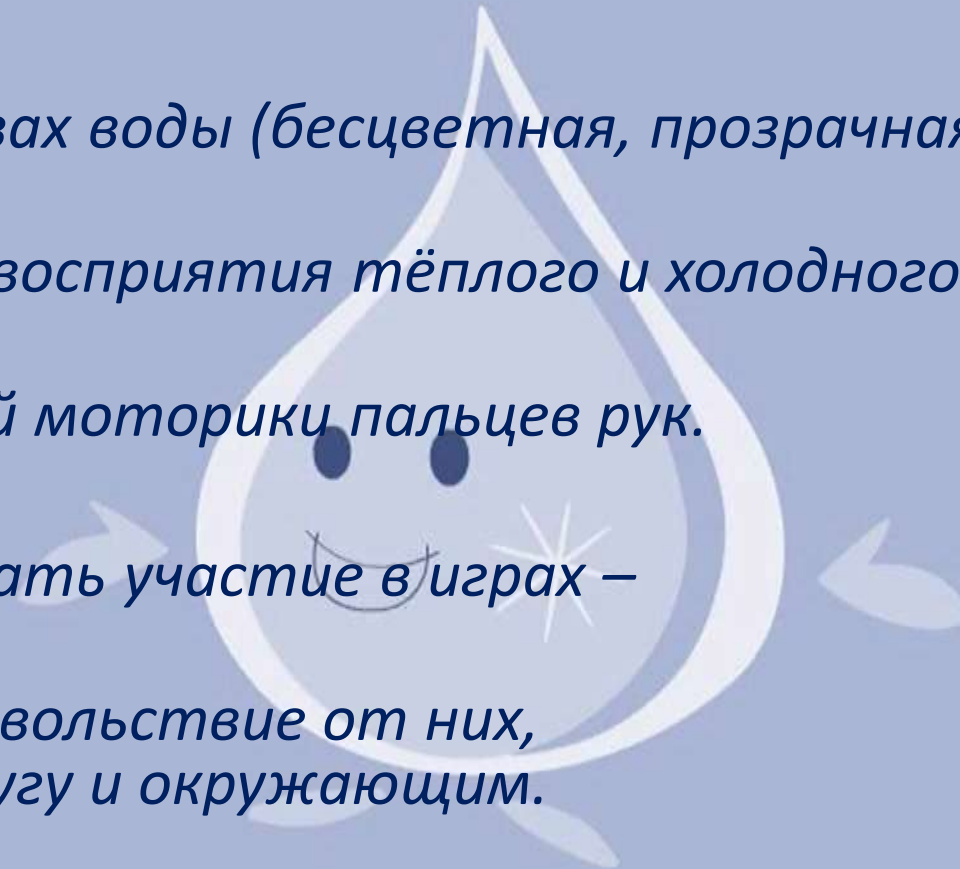 вах воды (бесцветная, прозрачная
восприятия тёплого и холодного
й моторики пальцев рук.
ать участие в играх –
вольствие от них,
угу и окружающим.